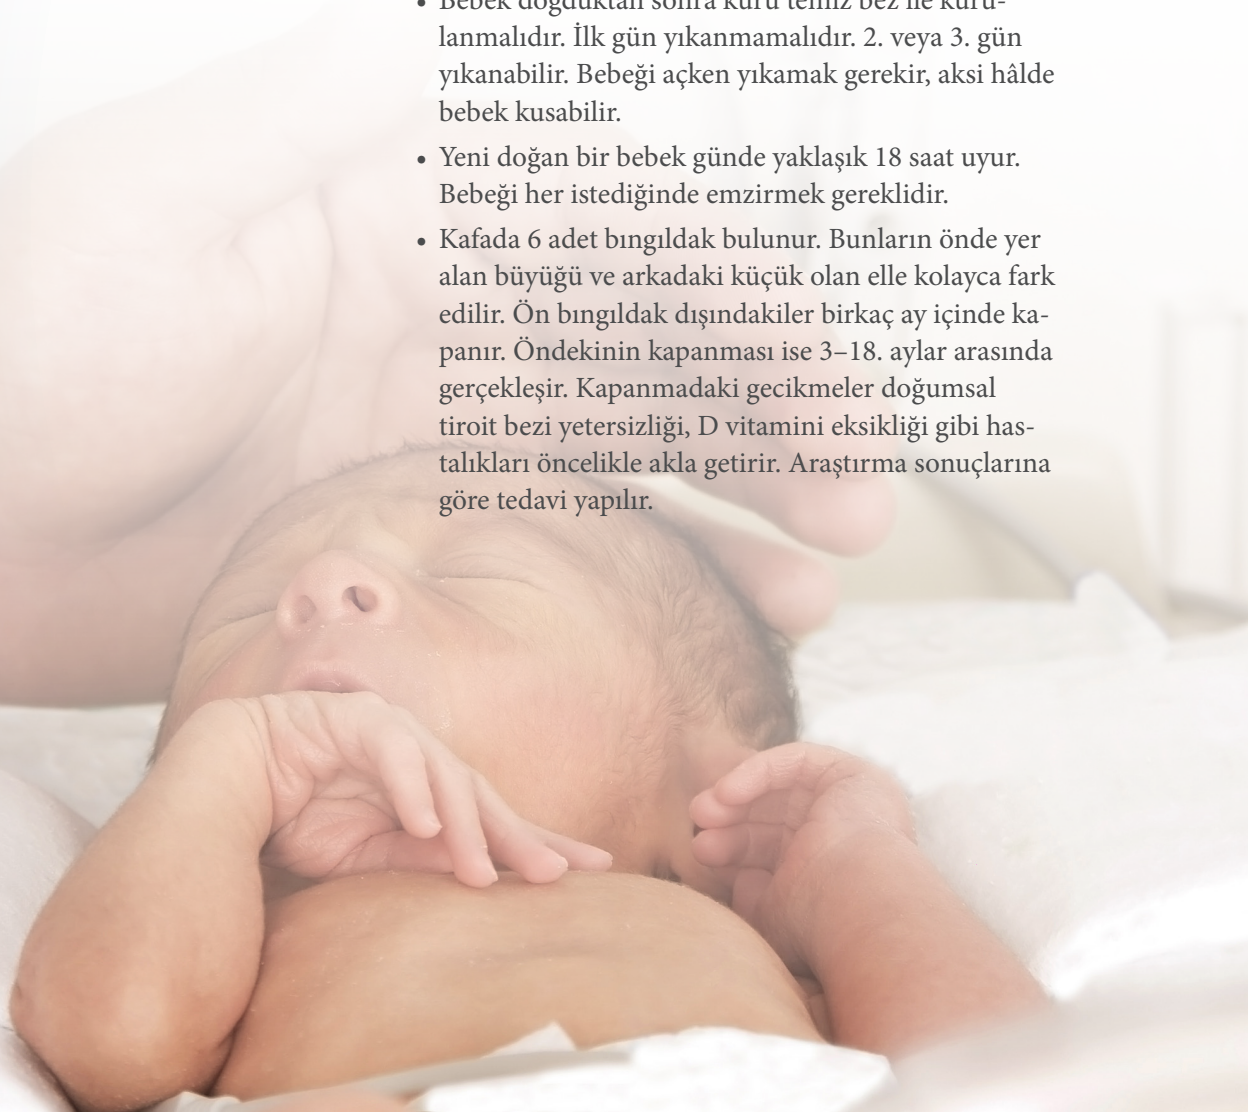 • Bebek doğduktan sonra kuru temiz bez ile kuru-
lanmalıdır. İlk gün yıkanmamalıdır. 2. veya 3. gün
yıkanabilir. Bebeği açken yıkamak gerekir, aksi hâlde
bebek kusabilir.
• Yeni doğan bir bebek günde yaklaşık 18 saat uyur.
Bebeği her istediğinde emzirmek gereklidir.
• Kafada 6 adet bıngıldak bulunur. Bunların önde yer
alan büyüğü ve arkadaki küçük olan elle kolayca fark
edilir. Ön bıngıldak dışındakiler birkaç ay içinde ka-
panır. Öndekinin kapanması ise 3–18. aylar arasında
gerçekleşir. Kapanmadaki gecikmeler doğumsal
tiroit bezi yetersizliği, D vitamini eksikliği gibi has-
talıkları öncelikle akla getirir. Araştırma sonuçlarına
göre tedavi yapılır.